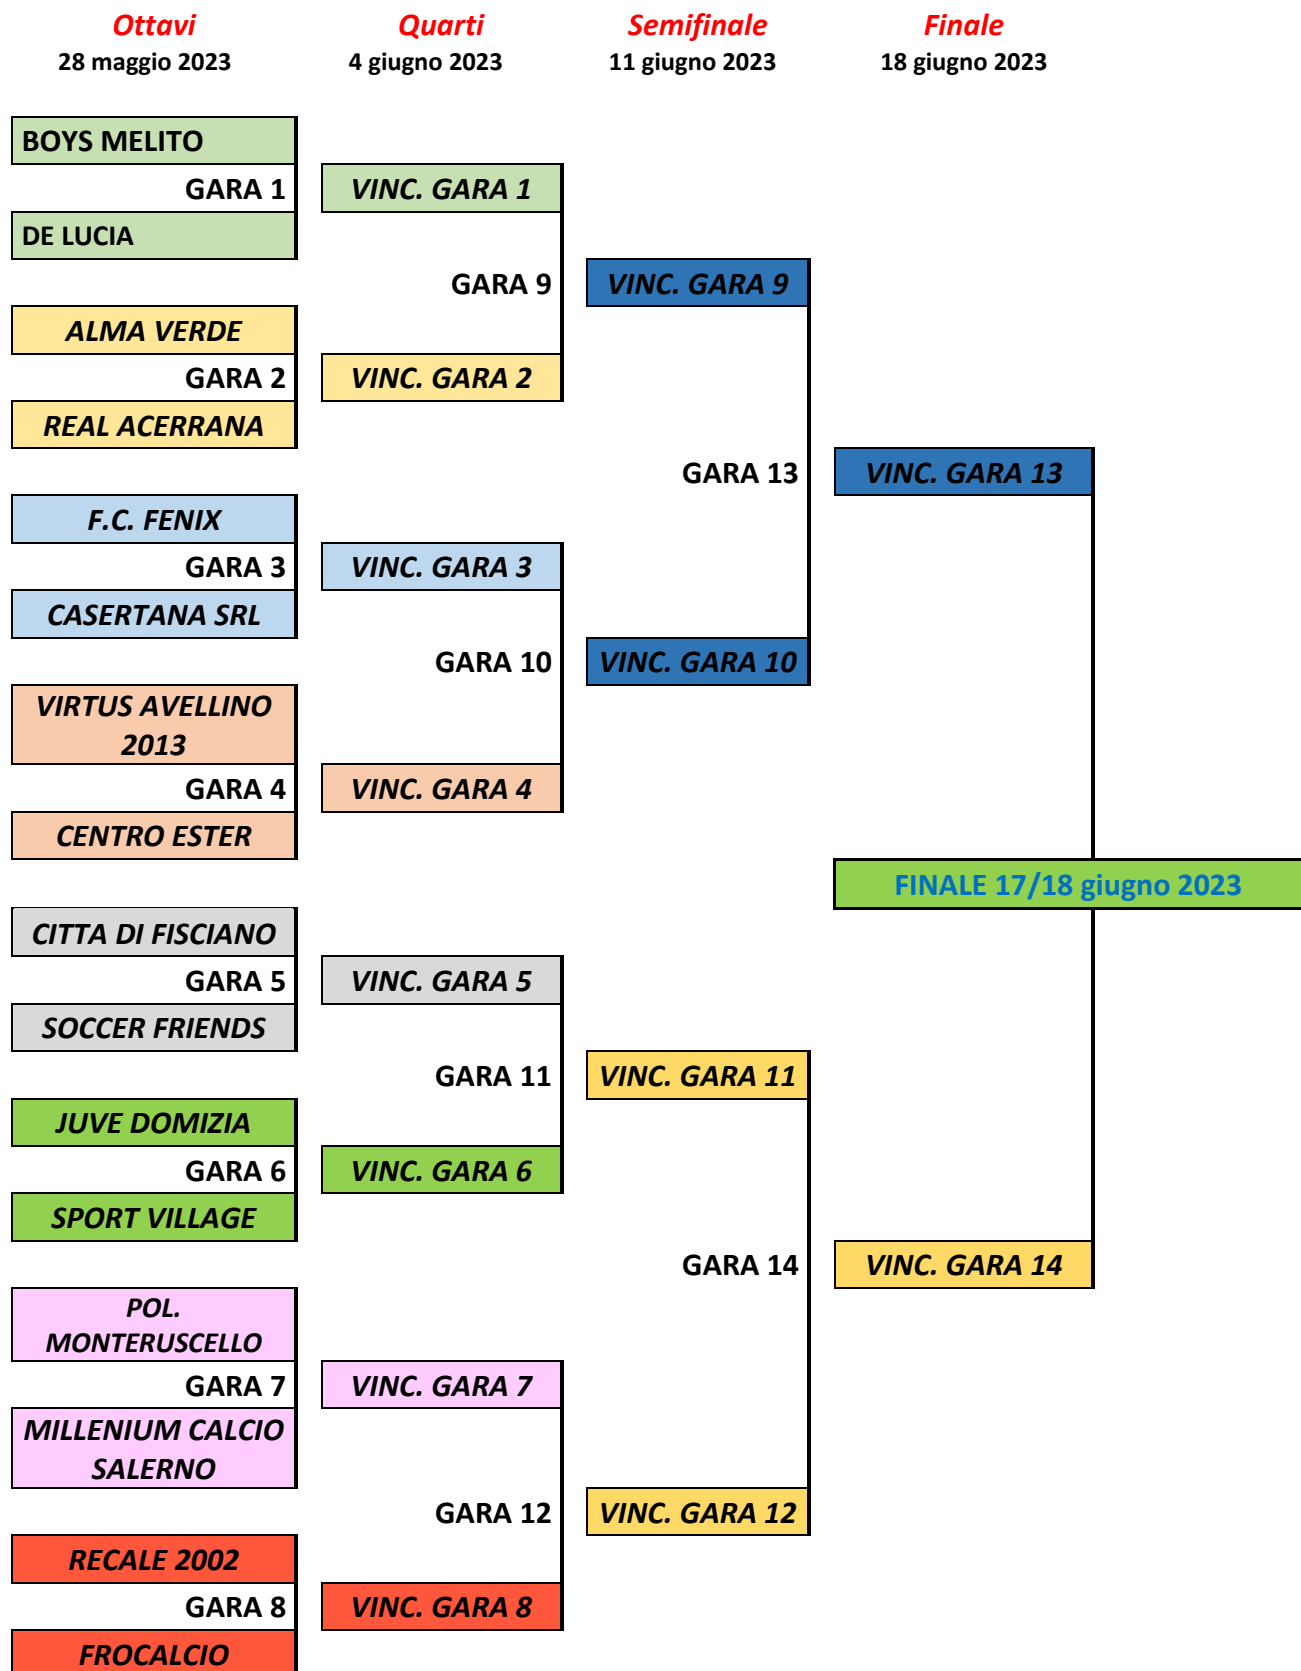 Ottavi Quarti Semifinale Finale
28 maggio 2023 4 giugno 2023 11 giugno 2023 18 giugno 2023
BOYS MELITO
GARA 1 VINC. GARA 1
DE LUCIA
GARA 9 VINC. GARA 9
ALMA VERDE
GARA 2 VINC. GARA 2
REAL ACERRANA
GARA 13 VINC. GARA 13
F.C. FENIX
GARA 3 VINC. GARA 3
CASERTANA SRL
GARA 10 VINC. GARA 10
VIRTUS AVELLINO
2013
GARA 4 VINC. GARA 4
CENTRO ESTER
FINALE 17/18 giugno 2023
CITTA DI FISCIANO
GARA 5 VINC. GARA 5
SOCCER FRIENDS
GARA 11 VINC. GARA 11
JUVE DOMIZIA
GARA 6 VINC. GARA 6
SPORT VILLAGE
GARA 14 VINC. GARA 14
POL.
MONTERUSCELLO
GARA 7 VINC. GARA 7
MILLENIUM CALCIO
SALERNO
GARA 12 VINC. GARA 12
RECALE 2002
GARA 8 VINC. GARA 8
FROCALCIO